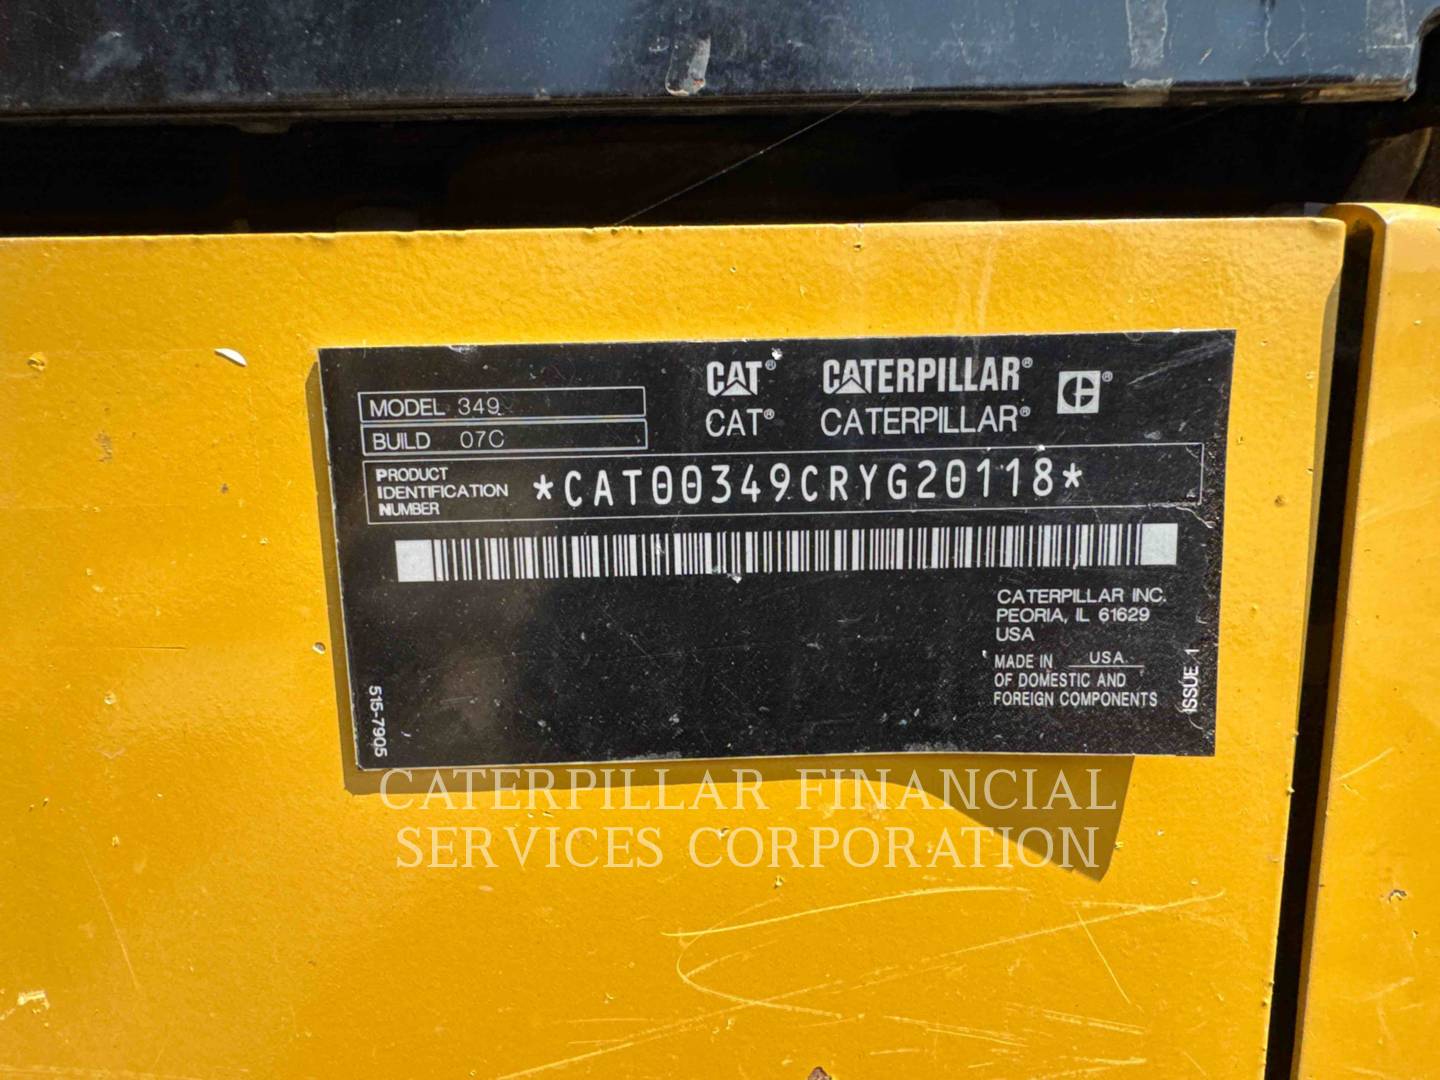 CAT® CATERPILLAR® ®
CAT® CATERPILLAR®
MODEL 349
BUILD 07C
PRODUCT
IDENTIFICATION
NUMBER
*CAT00349CRYG20118*
CATERPILLAR INC.
PEORIA, IL 61629
USA
MADE IN USA
OF DOMESTIC AND
FOREIGN COMPONENTS
ISSUE 1
515-7905
CATERPILLAR FINANCIAL
SERVICES CORPORATION